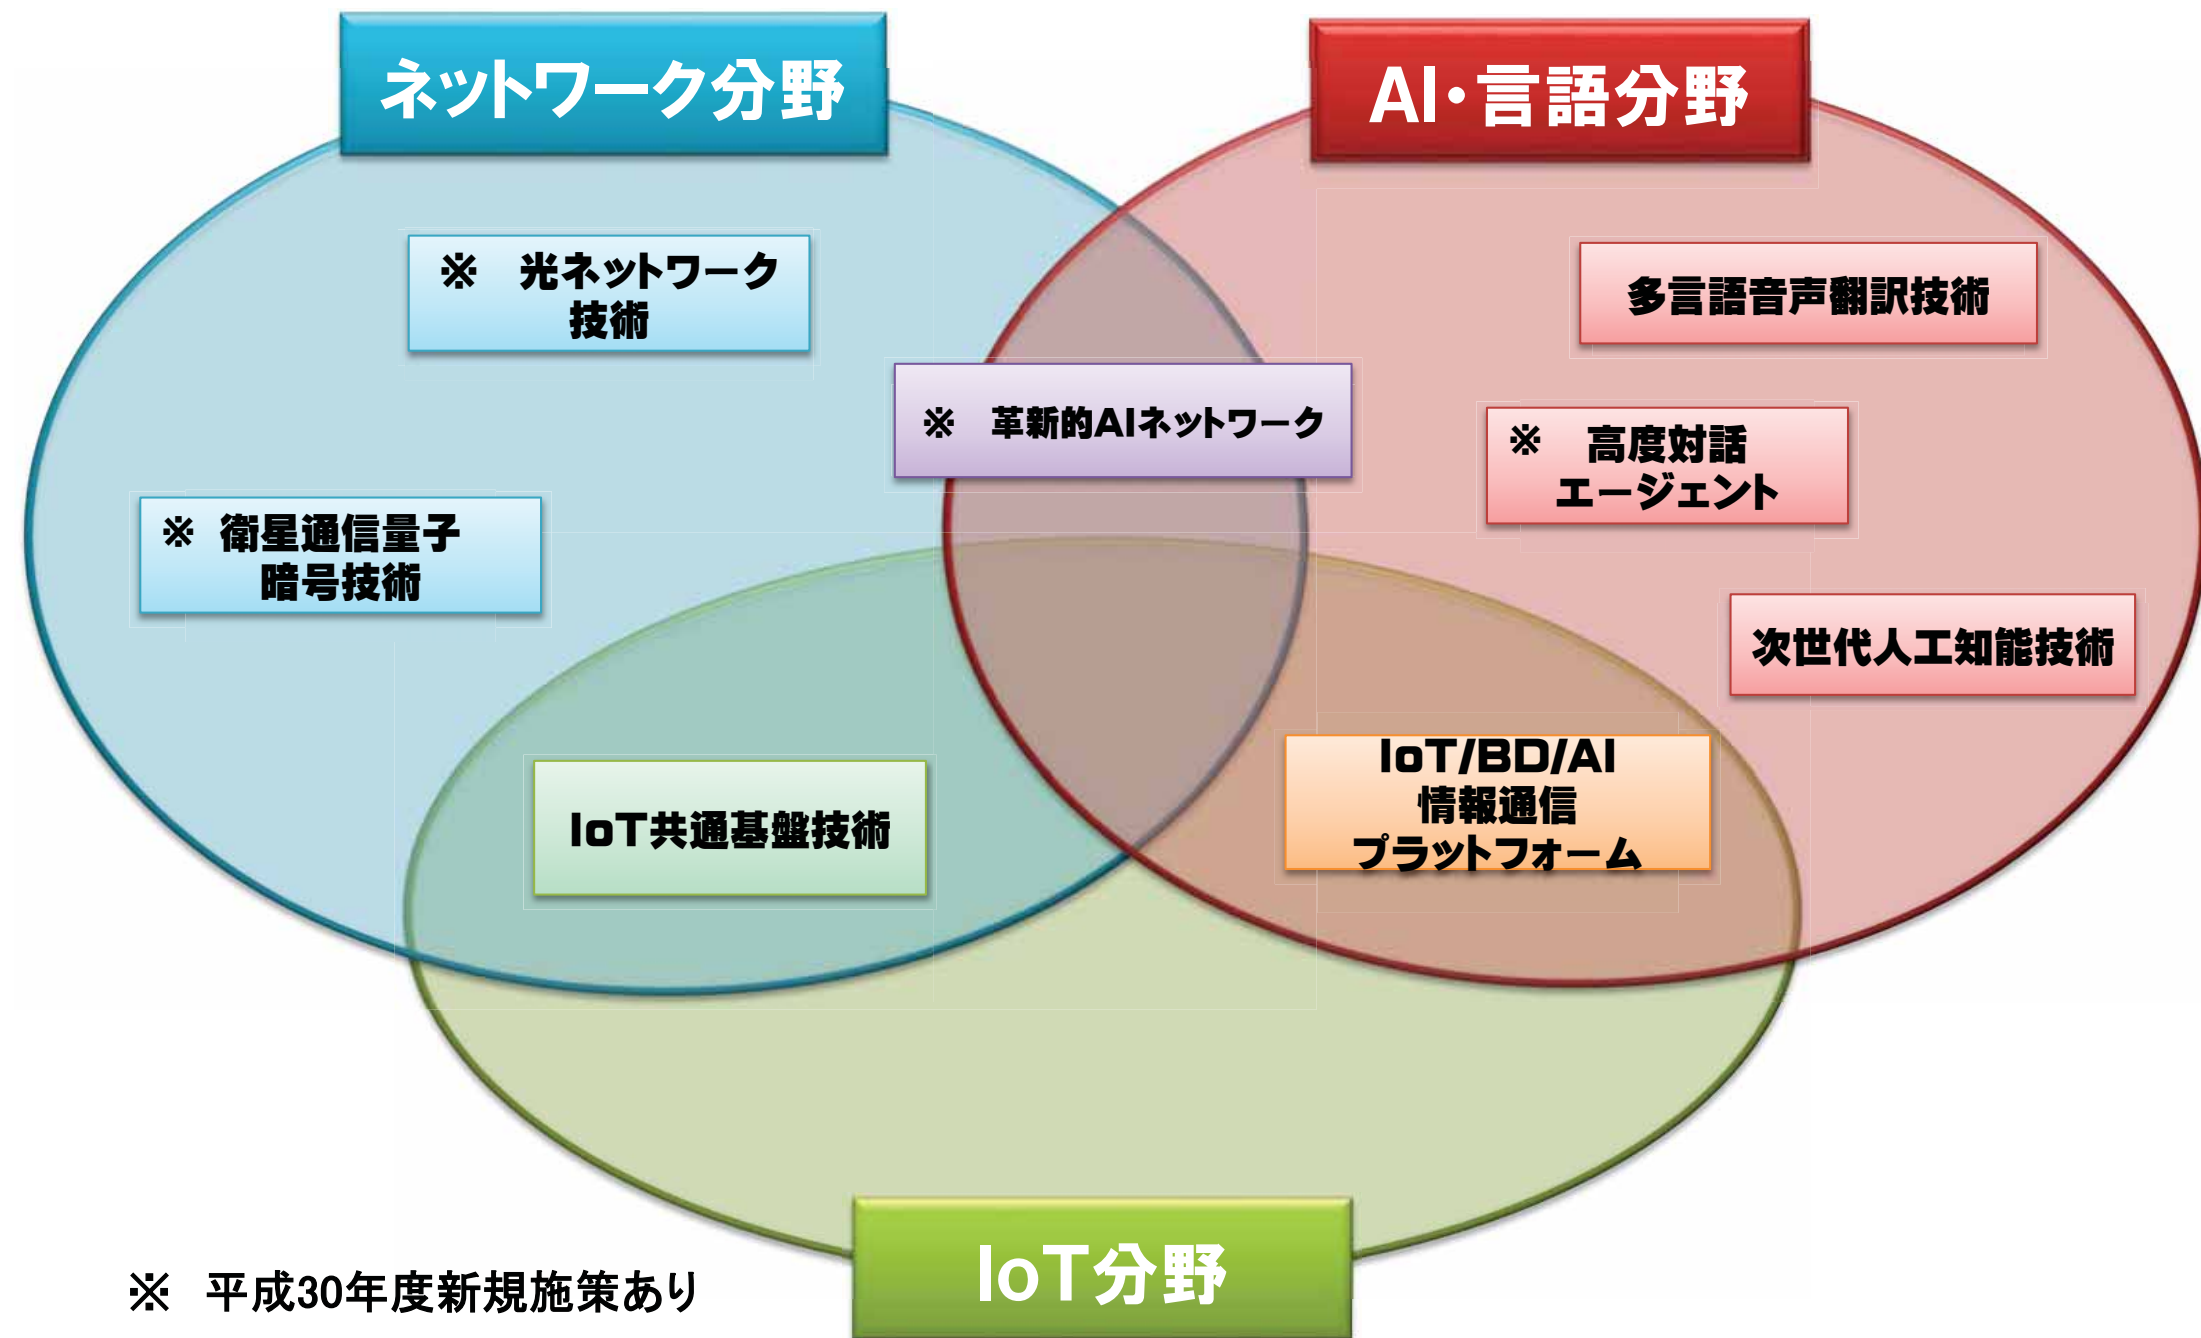 ネットワーク分野
AI・言語分野
※　光ネットワーク
技術
多言語音声翻訳技術
※　革新的AIネットワーク
※　高度対話
エージェント
※ 衛星通信量子
暗号技術
次世代人工知能技術
IoT共通基盤技術
IoT/BD/AI
情報通信
プラットフォーム
IoT分野
※　平成30年度新規施策あり